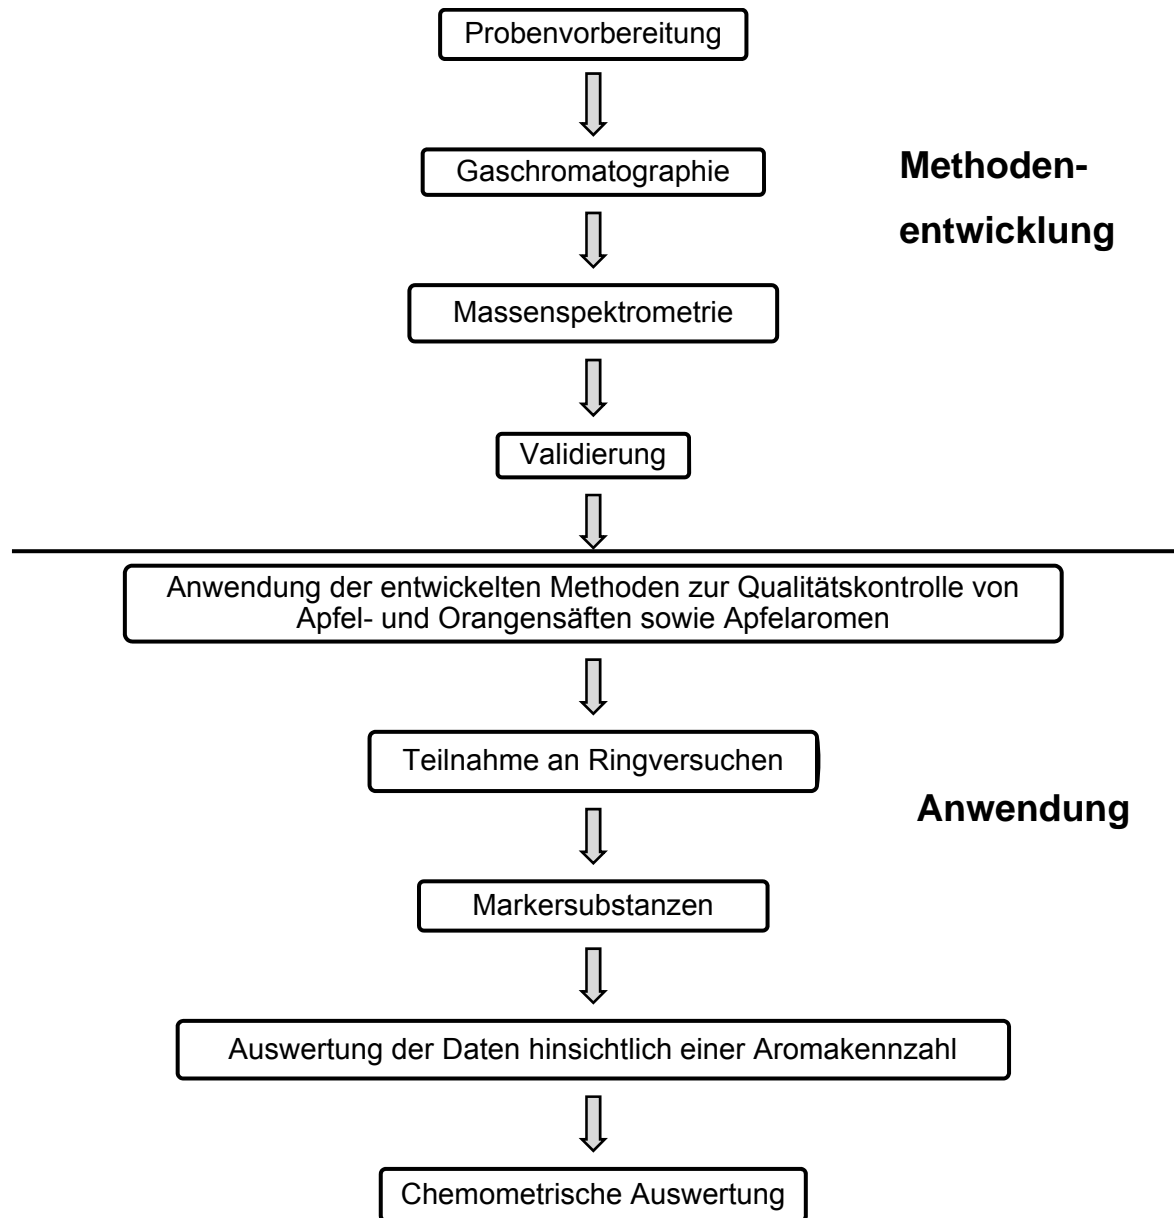 Probenvorbereitung
Gaschromatographie
Methoden-
entwicklung
Massenspektrometrie
Validierung
Anwendung der entwickelten Methoden zur Qualitätskontrolle von
Apfel- und Orangensäften sowie Apfelaromen
Teilnahme an Ringversuchen
Anwendung
Markersubstanzen
Auswertung der Daten hinsichtlich einer Aromakennzahl
Chemometrische Auswertung